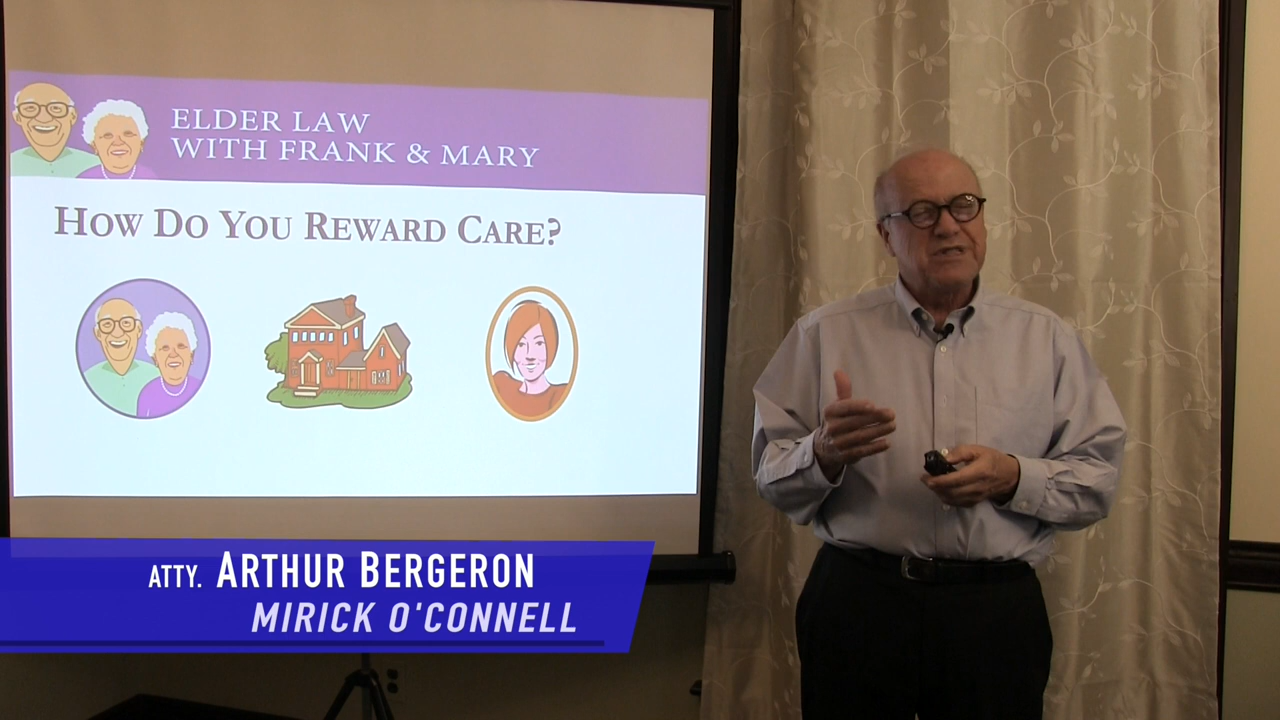 ELDER LAW
WITH FRANK & MARY
HOW DO YOU REWARD CARE?
ATTY. ARTHUR BERGERON
MIRICK O'CONNELL